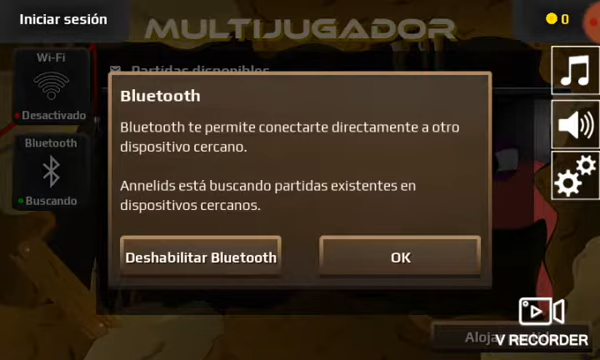 Iniciar sesión
MULTIJUGADOR
0
Wi-Fi
Partidas disponibles
Desactivado
Bluetooth
Buscando
Bluetooth
Bluetooth te permite conectarte directamente a otro
dispositivo cercano.
Annelids está buscando partidas existentes en
dispositivos cercanos.
Deshabilitar Bluetooth
OK
V RECORDER